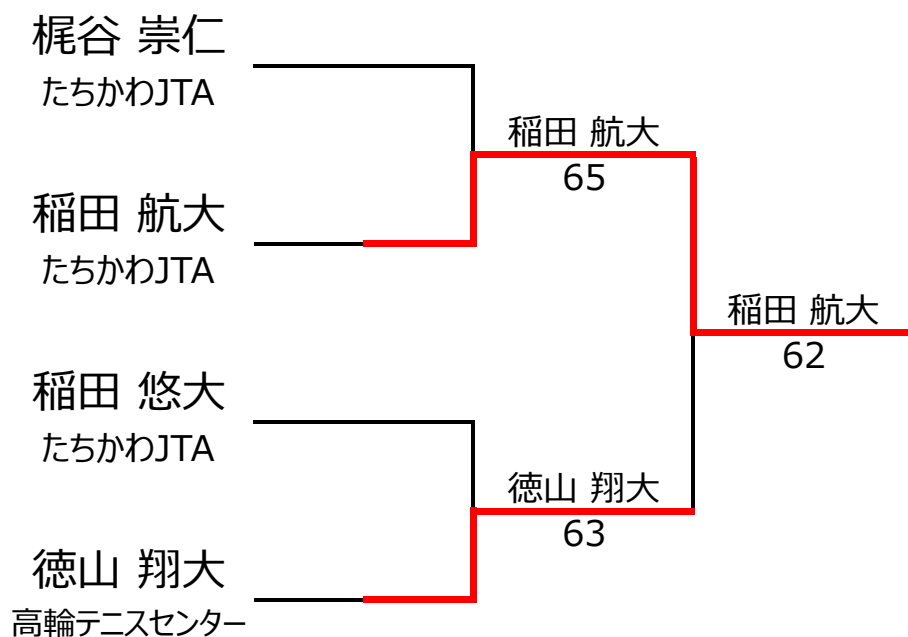 梶谷 崇仁
たちかわJTA
稲田 航大
65
稲田 航大
たちかわJTA
稲田 航大
62
稲田 悠大
たちかわJTA
徳山 翔大
63
徳山 翔大
高輪テニスセンター